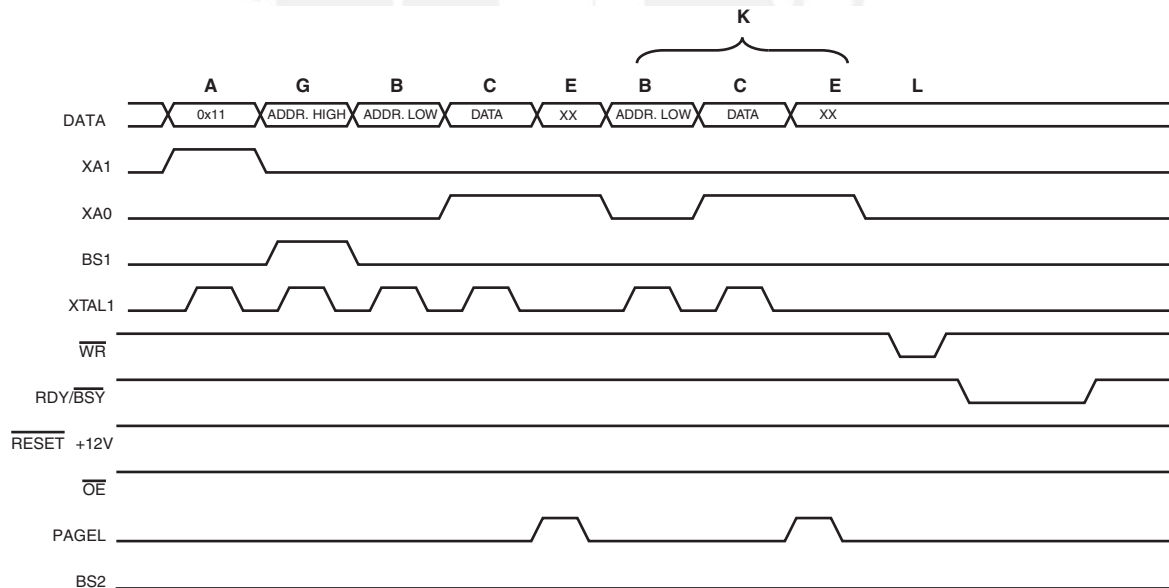 K
A G B C E B C E L
DATA 0x11 ADDR. HIGH ADDR. LOW DATA XX ADDR. LOW DATA XX
XA1
XA0
BS1
XTAL1
WR
RDY/BSY
RESET +12V
OE
PAGEL
BS2